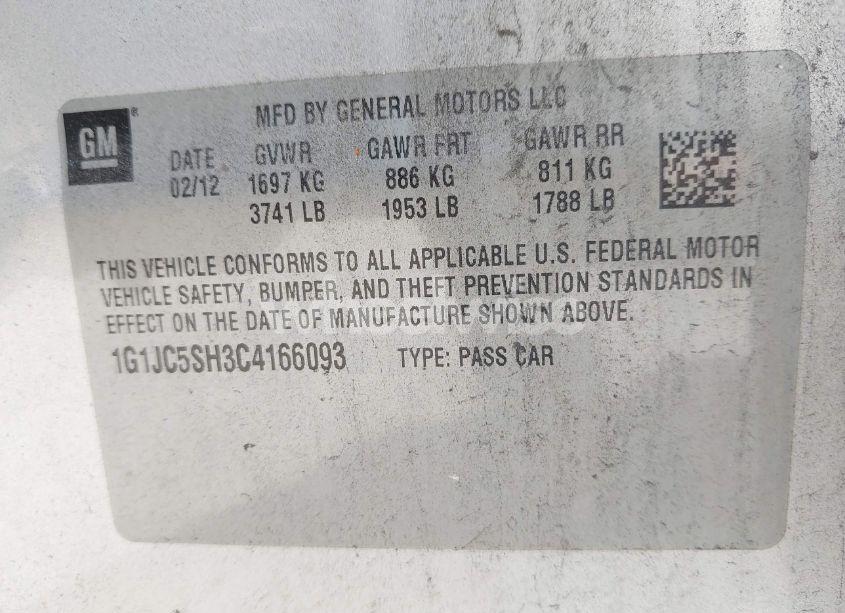 GM ®
MFD BY GENERAL MOTORS LLC
DATE GVWR GAWR FRT GAWR RR
02/12 1697 KG 886 KG 811 KG
3741 LB 1953 LB 1788 LB
THIS VEHICLE CONFORMS TO ALL APPLICABLE U.S. FEDERAL MOTOR
VEHICLE SAFETY, BUMPER, AND THEFT PREVENTION STANDARDS IN
EFFECT ON THE DATE OF MANUFACTURE SHOWN ABOVE.
1G1JC5SH3C4166093 TYPE: PASS CAR